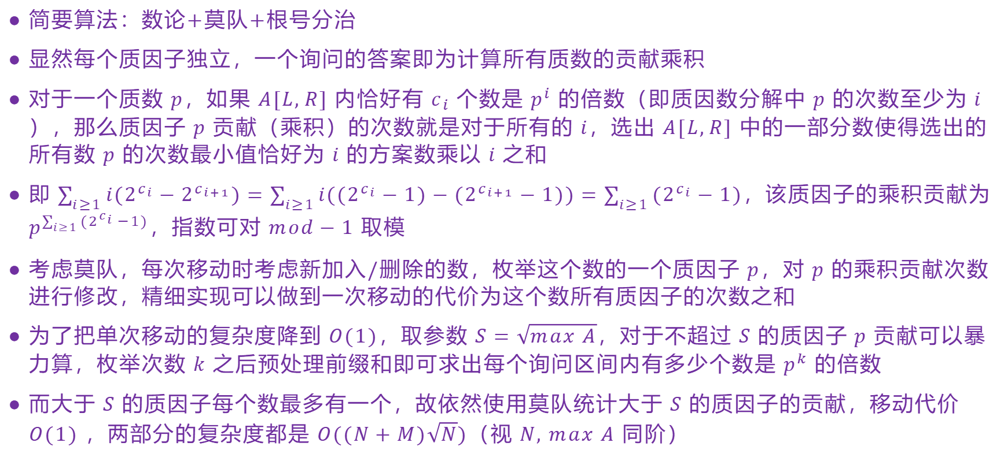 ● 简要算法：数论+莫队+根号分治
● 显然每个质因子独立，一个询问的答案即为计算所有质数的贡献乘积
● 对于一个质数 $p$，如果 $A[L,R]$ 内恰好有 $c_i$ 个数是 $p^i$ 的倍数（即质因数分解中 $p$ 的次数至少为 $i$
），那么质因子 $p$ 贡献（乘积）的次数就是对于所有的 $i$，选出 $A[L,R]$ 中的一部分数使得选出的
所有数 $p$ 的次数最小值恰好为 $i$ 的方案数乘以 $i$ 之和
● 即 $\sum_{i\geq 1} i(2^{c_i} - 2^{c_{i+1}}) = \sum_{i\geq 1} i((2^{c_i} - 1) - (2^{c_{i+1}} - 1)) = \sum_{i\geq 1} (2^{c_i} - 1)$，该质因子的乘积贡献为
$p^{\sum_{i\geq 1}(2^{c_i}-1)}$，指数可对 $mod - 1$ 取模
● 考虑莫队，每次移动时考虑新加入/删除的数，枚举这个数的一个质因子 $p$，对 $p$ 的乘积贡献次数
进行修改，精细实现可以做到一次移动的代价为这个数所有质因子的次数之和
● 为了把单次移动的复杂度降到 $O(1)$，取参数 $S = \sqrt{max\ A}$，对于不超过 $S$ 的质因子 $p$ 贡献可以暴
力算，枚举次数 $k$ 之后预处理前缀和即可求出每个询问区间内有多少个数是 $p^k$ 的倍数
● 而大于 $S$ 的质因子每个数最多有一个，故依然使用莫队统计大于 $S$ 的质因子的贡献，移动代价
$O(1)$ ，两部分的复杂度都是 $O((N + M)\sqrt{N})$（视 $N, max\ A$ 同阶）